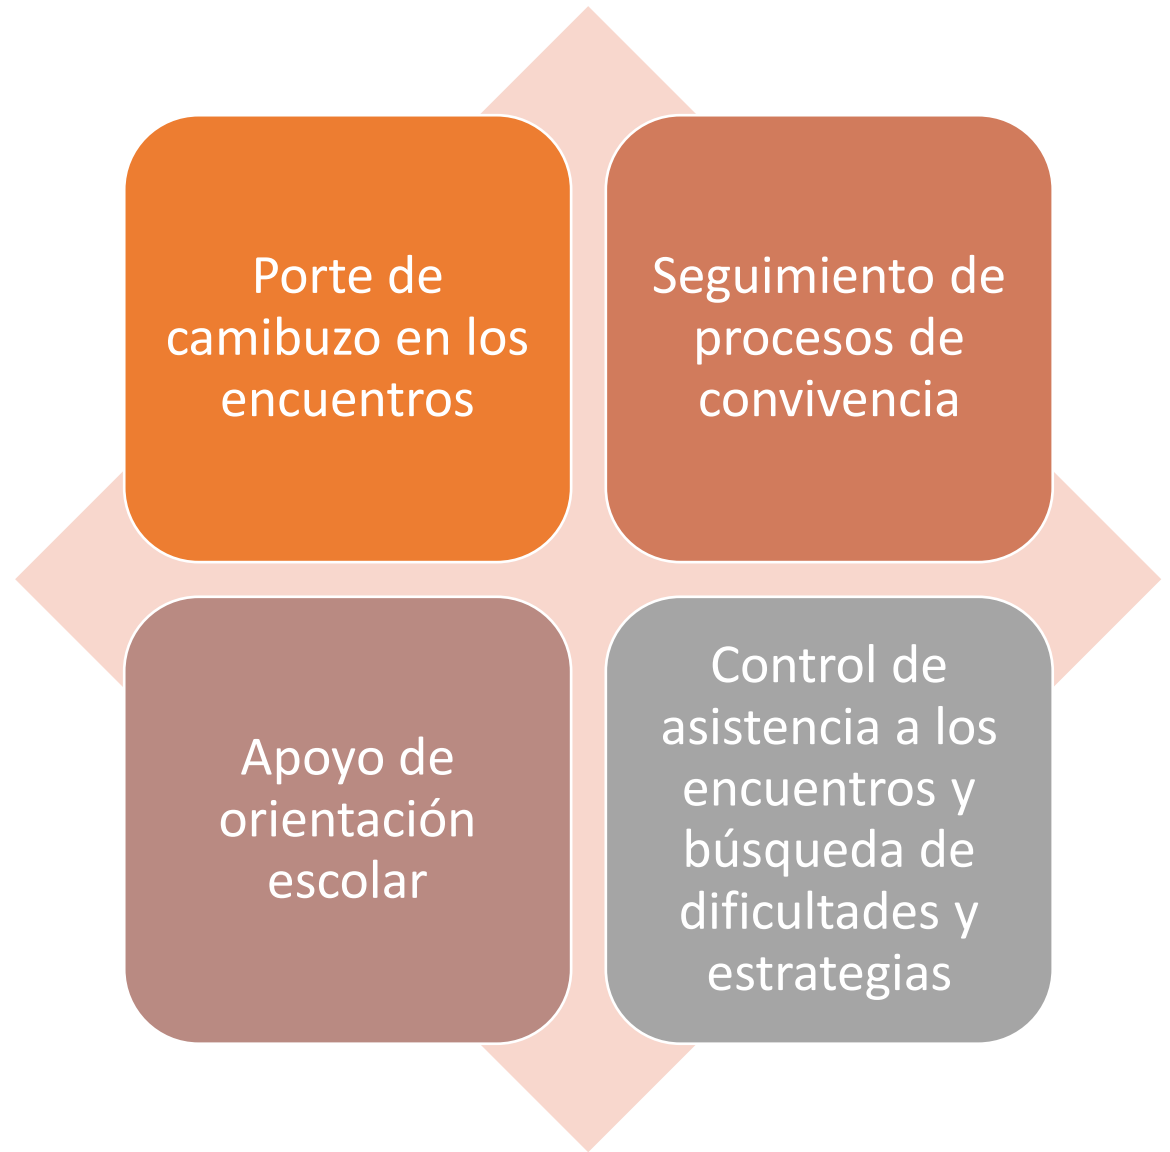 Porte de
camibuzo en los
encuentros
Seguimiento de
procesos de
convivencia
Apoyo de
orientación
escolar
Control de
asistencia a los
encuentros y
búsqueda de
dificultades y
estrategias